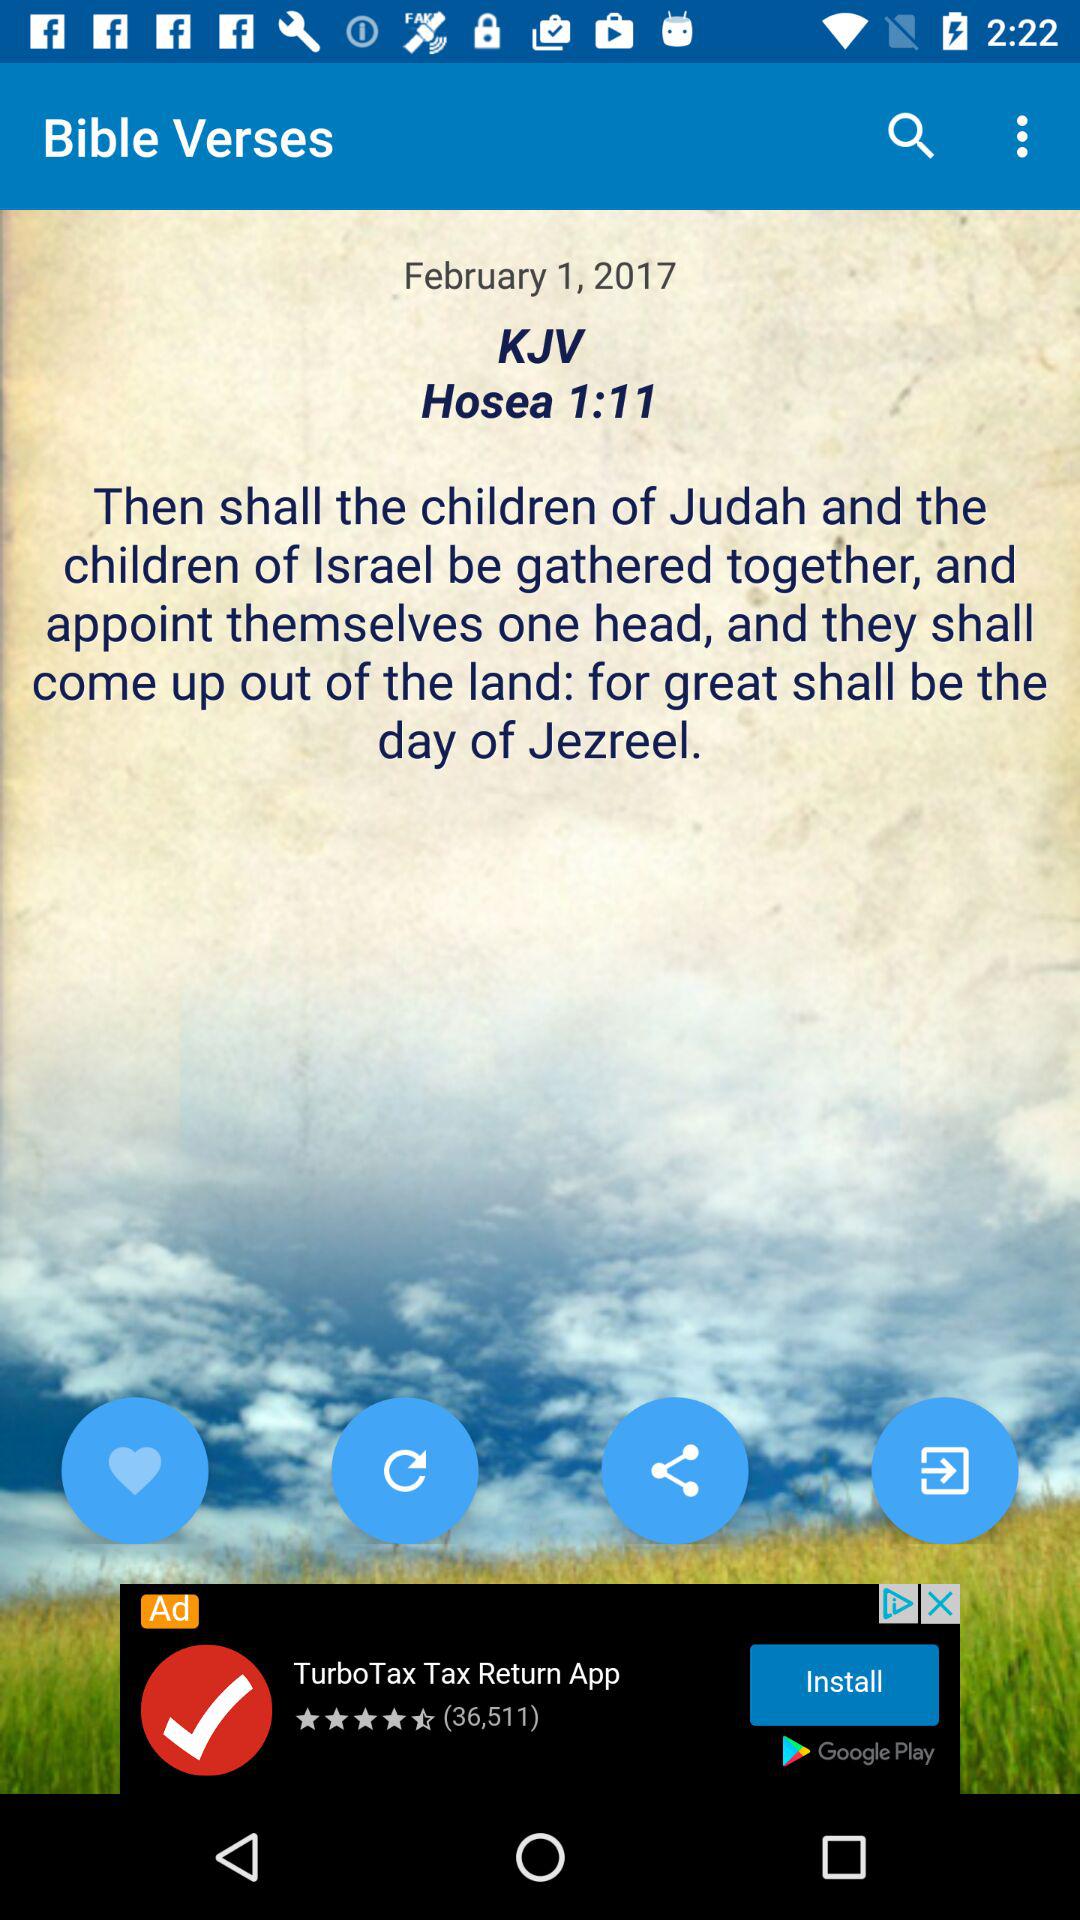 FAKE
2:22
Bible Verses
February 1, 2017
KJV
Hosea 1:11
Then shall the children of Judah and the
children of Israel be gathered together, and
appoint themselves one head, and they shall
come up out of the land: for great shall be the
day of Jezreel.
Ad
TurboTax Tax Return App
(36,511)
Install
Google Play